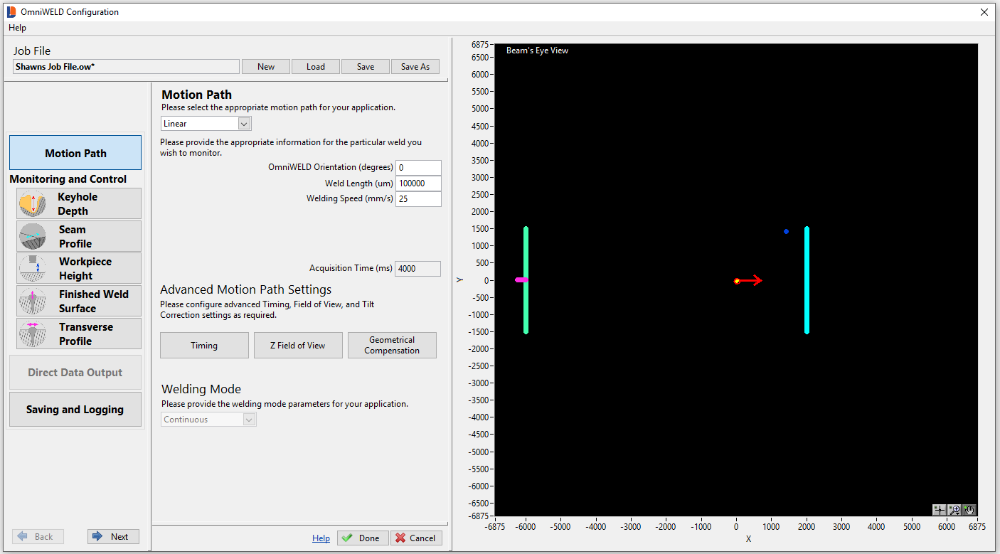 OmniWELD Configuration
Help
Job File
Shawns Job File.ow*
New
Load
Save
Save As
Motion Path
Monitoring and Control
Keyhole
Depth
Seam
Profile
Workpiece
Height
Finished Weld
Surface
Transverse
Profile
Direct Data Output
Saving and Logging
Back
Next
Motion Path
Please select the appropriate motion path for your application.
Linear
Please provide the appropriate information for the particular weld you
wish to monitor.
OmniWELD Orientation (degrees) 0
Weld Length (um) 100000
Welding Speed (mm/s) 25
Acquisition Time (ms) 4000
Advanced Motion Path Settings
Please configure advanced Timing, Field of View, and Tilt
Correction settings as required.
Timing
Z Field of View
Geometrical
Compensation
Welding Mode
Please provide the welding mode parameters for your application.
Continuous
Help
Done
Cancel
Beam's Eye View
6875
6500
6000
5500
5000
4500
4000
3500
3000
2500
2000
1500
1000
500
0
-500
-1000
-1500
-2000
-2500
-3000
-3500
-4000
-4500
-5000
-5500
-6000
-6500
-6875
Y
-6875 -6000 -5000 -4000 -3000 -2000 -1000 0 1000 2000 3000 4000 5000 6000 6875
X